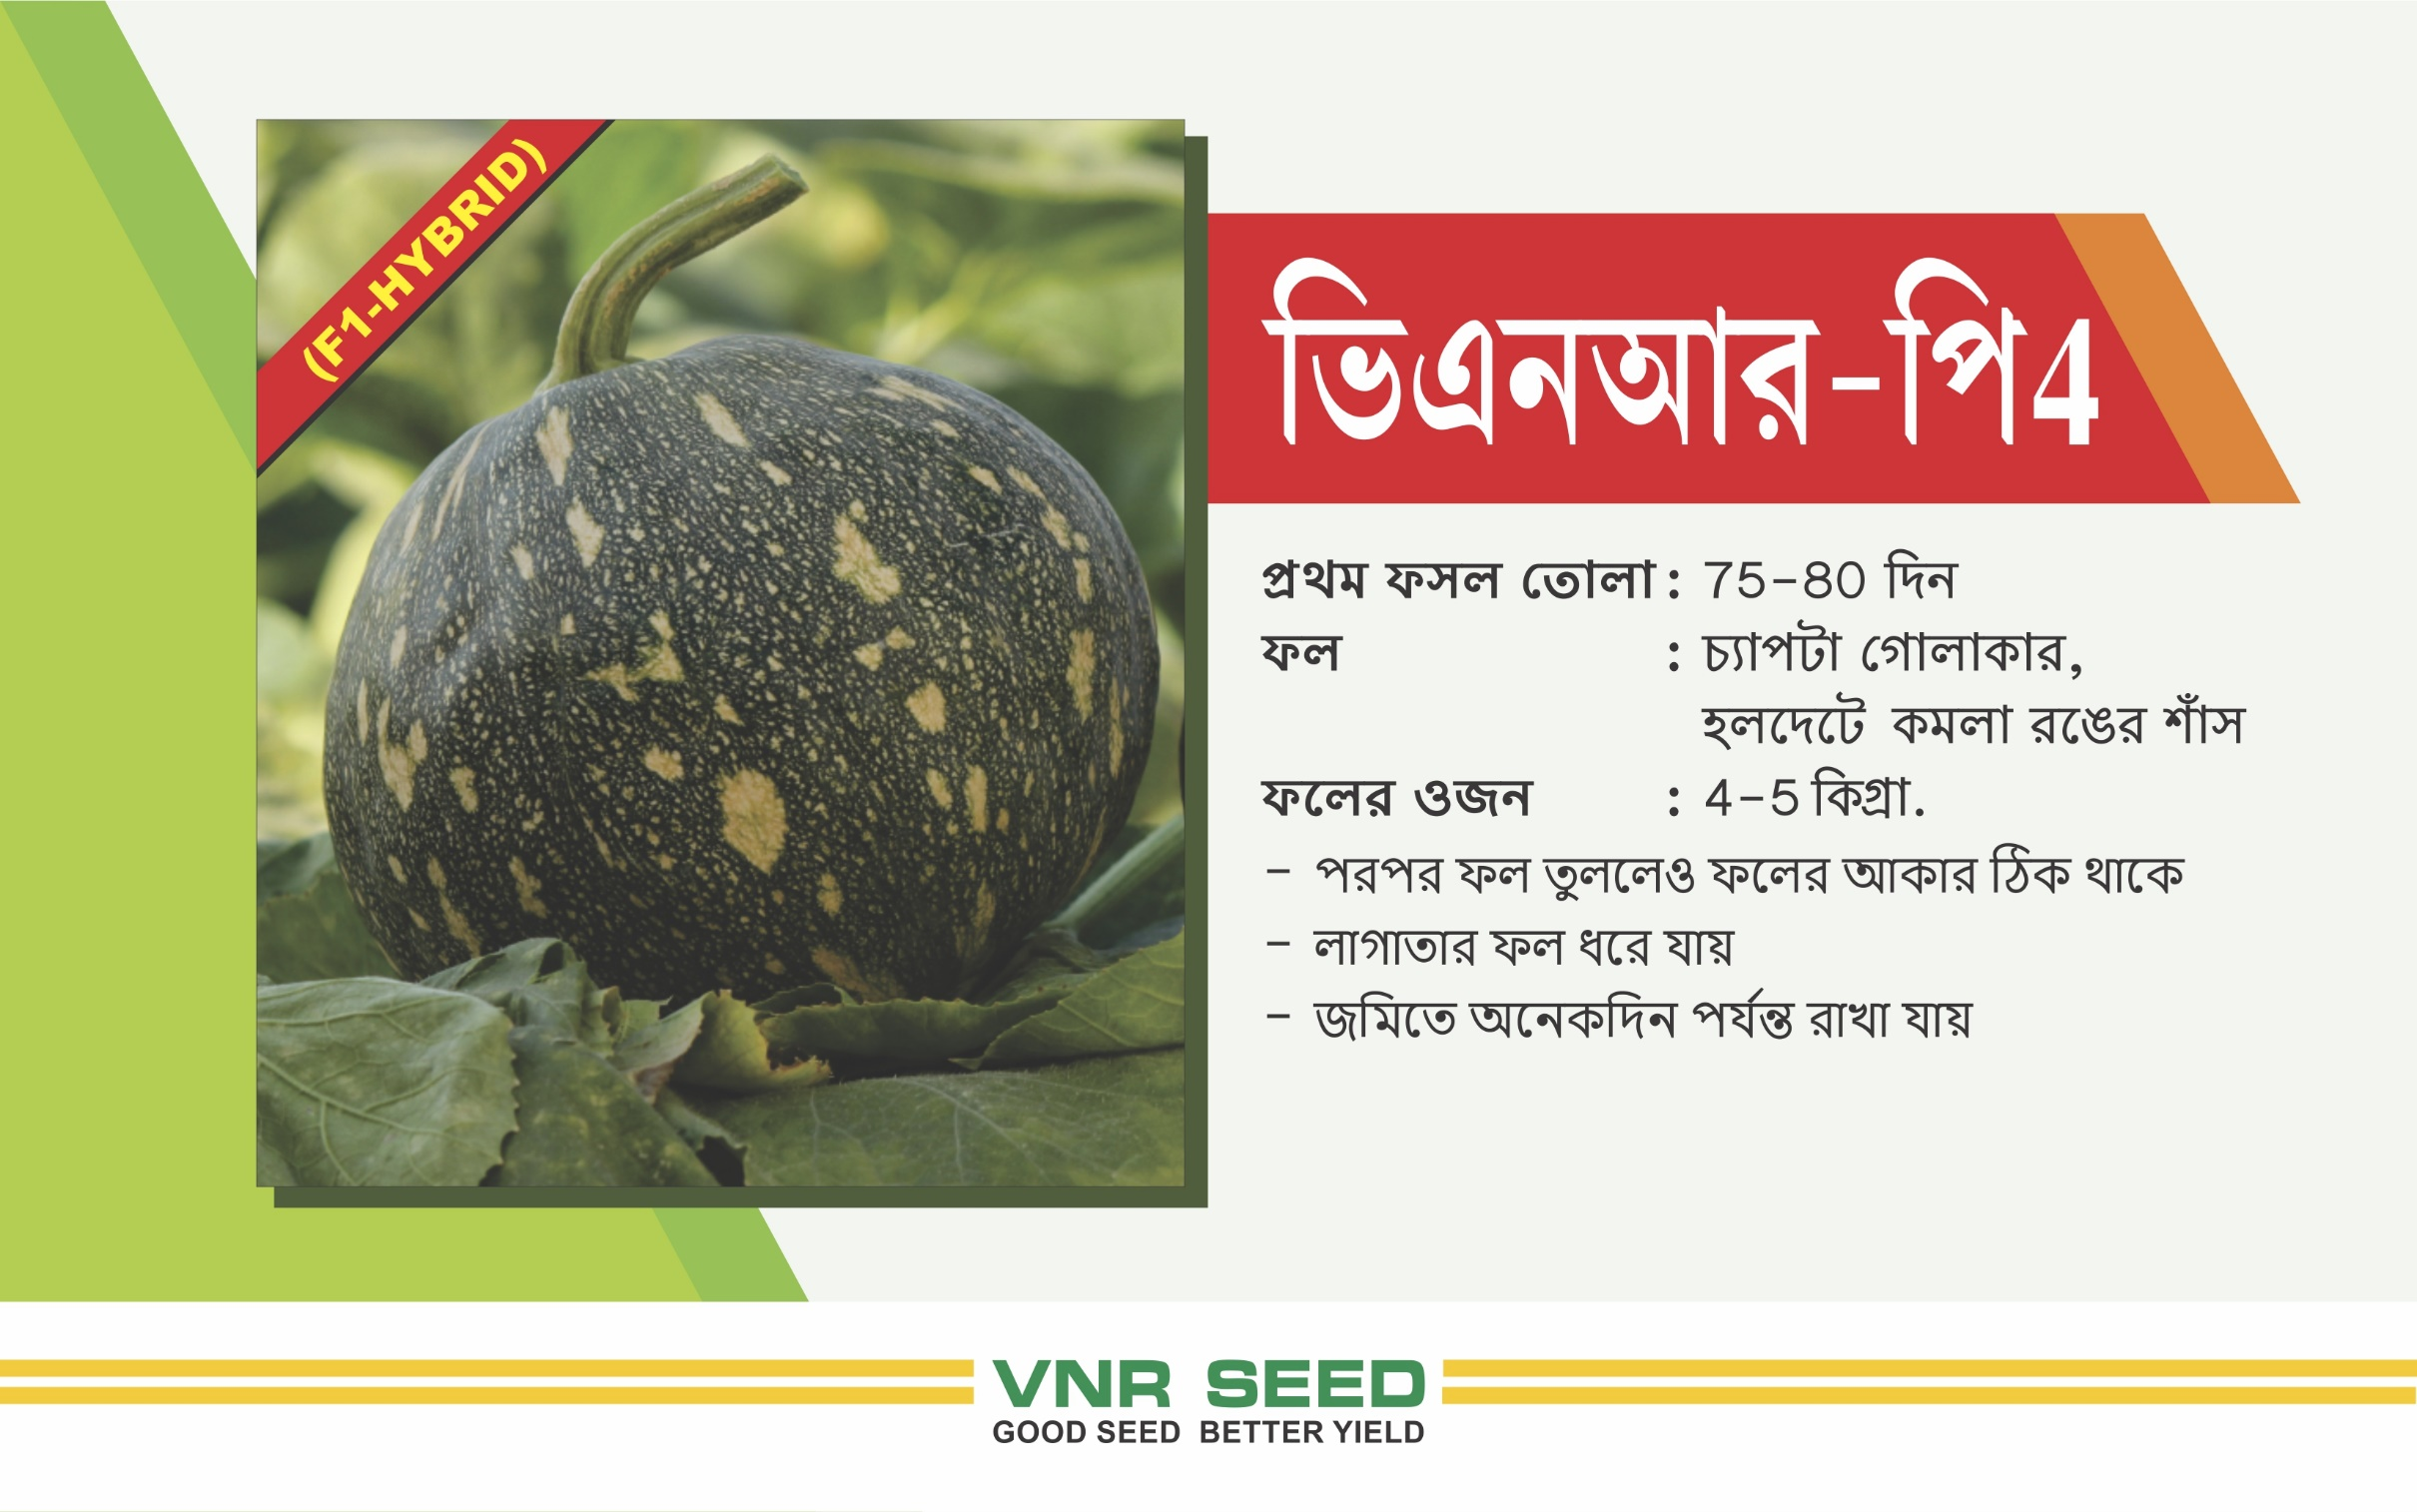 (F1-HYBRID))
ভিএনআর-পি4
প্রথম ফসল তোলা : 75-80 দিন
ফল : চ্যাপটা গোলাকার,
হলদেটে কমলা রঙের শাঁস
ফলের ওজন : 4-5 কিগ্রা.
- পরপর ফল তুললেও ফলের আকার ঠিক থাকে
- লাগাতার ফল ধরে যায়
- জমিতে অনেকদিন পর্যন্ত রাখা যায়
VNR SEED
GOOD SEED BETTER YIELD